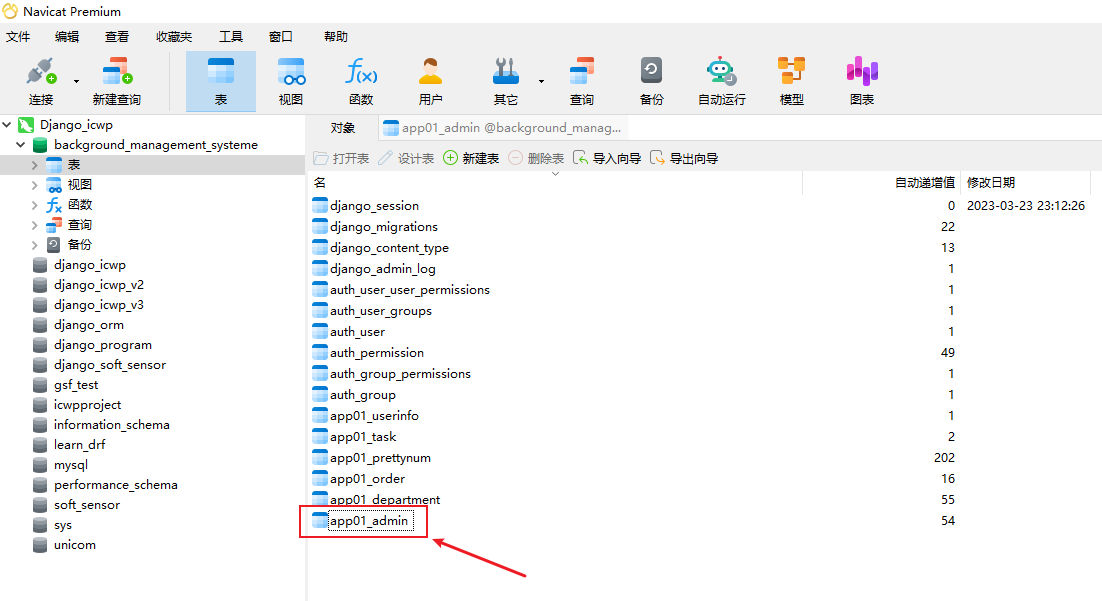 Navicat Premium
文件 编辑 查看 收藏夹 工具 窗口 帮助
连接 新建查询 表 视图 函数 用户 其它 查询 备份 自动运行 模型 图表
Django_icwp
background_management_systeme
表
视图
函数
查询
备份
django_icwp
django_icwp_v2
django_icwp_v3
django_orm
django_program
django_soft_sensor
gsf_test
icwpproject
information_schema
learn_drf
mysql
performance_schema
soft_sensor
sys
unicom
对象 app01_admin @background_manag...
打开表 设计表 新建表 删除表 导入向导 导出向导
名 自动递增值 修改日期
django_session 0 2023-03-23 23:12:26
django_migrations 22
django_content_type 13
django_admin_log 1
auth_user_user_permissions 1
auth_user_groups 1
auth_user 1
auth_permission 49
auth_group_permissions 1
auth_group 1
app01_userinfo 1
app01_task 2
app01_prettynum 202
app01_order 16
app01_department 55
app01_admin 54